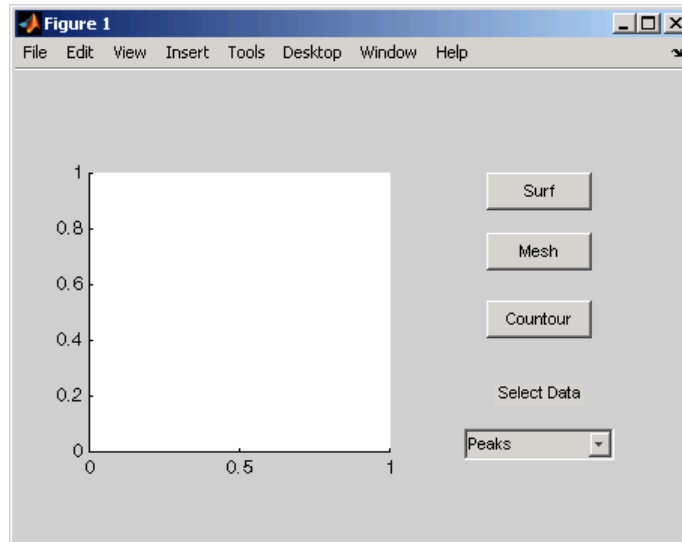 Figure 1
File Edit View Insert Tools Desktop Window Help
1
0.8
0.6
0.4
0.2
0
0 0.5 1
Surf
Mesh
Countour
Select Data
Peaks